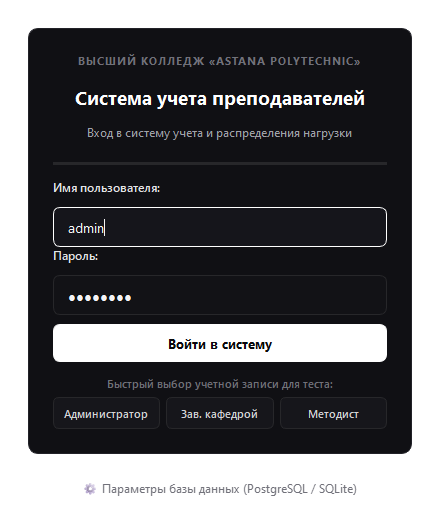 ВЫСШИЙ КОЛЛЕДЖ «ASTANA POLYTECHNIC»
Система учета преподавателей
Вход в систему учета и распределения нагрузки
Имя пользователя:
admin
Пароль:
●●●●●●●●
Войти в систему
Быстрый выбор учетной записи для теста:
Администратор Зав. кафедрой Методист
Параметры базы данных (PostgreSQL / SQLite)